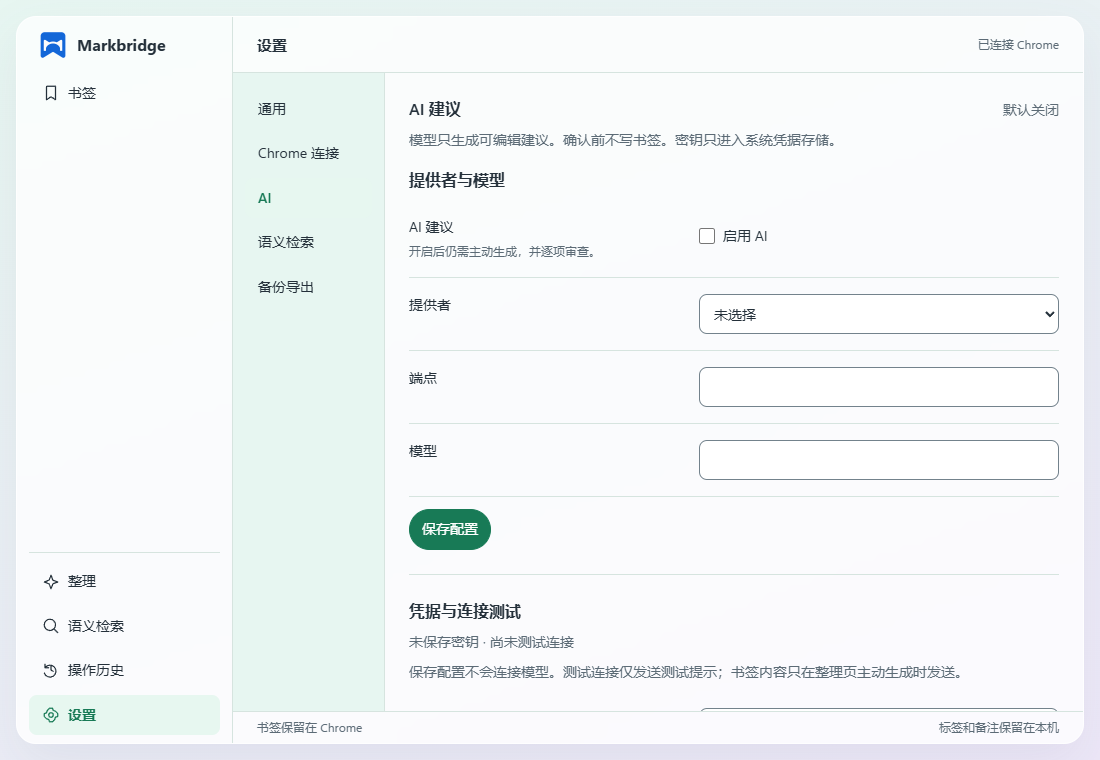 Markbridge
书签
整理
语义检索
操作历史
设置
设置
已连接 Chrome
通用
Chrome 连接
AI
语义检索
备份导出
AI 建议
默认关闭
模型只生成可编辑建议。确认前不写书签。密钥只进入系统凭据存储。
提供者与模型
AI 建议
开启后仍需主动生成，并逐项审查。
启用 AI
提供者
未选择
端点
模型
保存配置
凭据与连接测试
未保存密钥 · 尚未测试连接
保存配置不会连接模型。测试连接仅发送测试提示；书签内容只在整理页主动生成时发送。
书签保留在 Chrome
标签和备注保留在本机